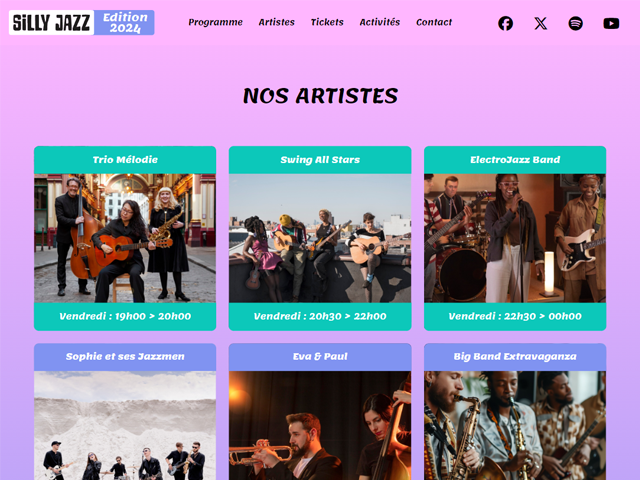 SiLLY JAZZ
Edition
2024
Programme
Artistes
Tickets
Activités
Contact
NOS ARTISTES
Trio Mélodie
Swing All Stars
ElectroJazz Band
Vendredi : 19h00 > 20h00
Vendredi : 20h30 > 22h00
Vendredi : 22h30 > 00h00
Sophie et ses Jazzmen
Eva & Paul
Big Band Extravaganza